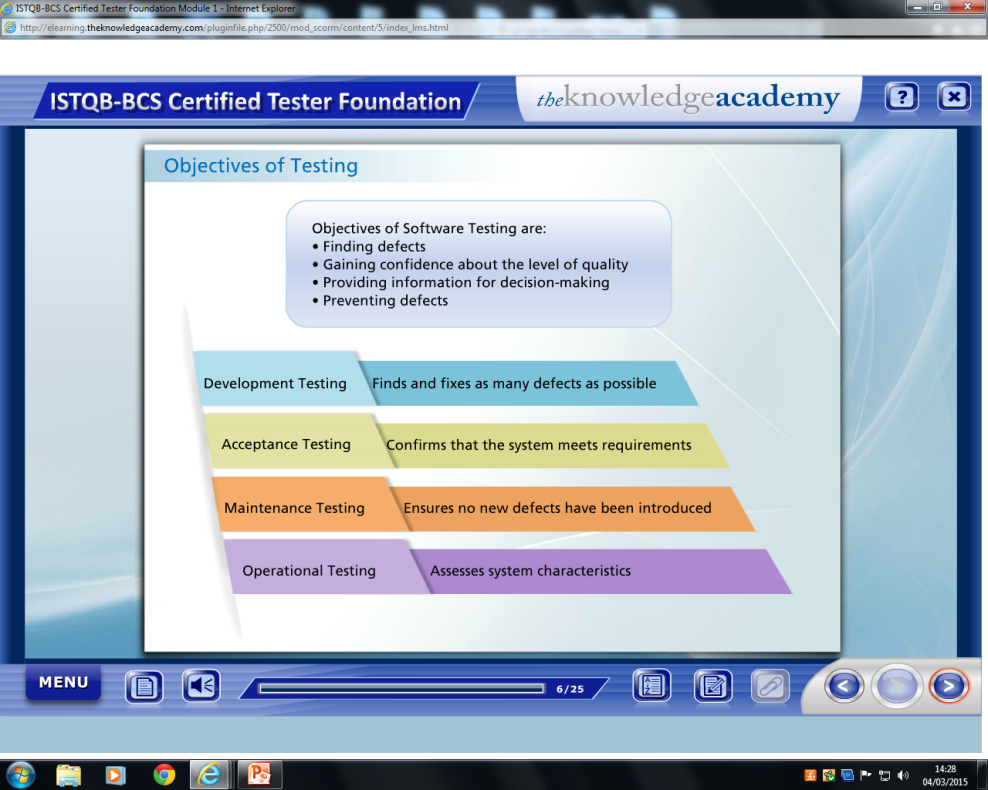 ISTQB-BCS Certified Tester Foundation Module 1 - Internet Explorer
http://elearning.theknowledgeacademy.com/pluginfile.php/2500/mod_scorm/content/5/index_lms.html
ISTQB-BCS Certified Tester Foundation
theknowledgeacademy
?
Objectives of Testing
Objectives of Software Testing are:
• Finding defects
• Gaining confidence about the level of quality
• Providing information for decision-making
• Preventing defects
Development Testing Finds and fixes as many defects as possible
Acceptance Testing Confirms that the system meets requirements
Maintenance Testing Ensures no new defects have been introduced
Operational Testing Assesses system characteristics
MENU
6/25
14:28
04/03/2015